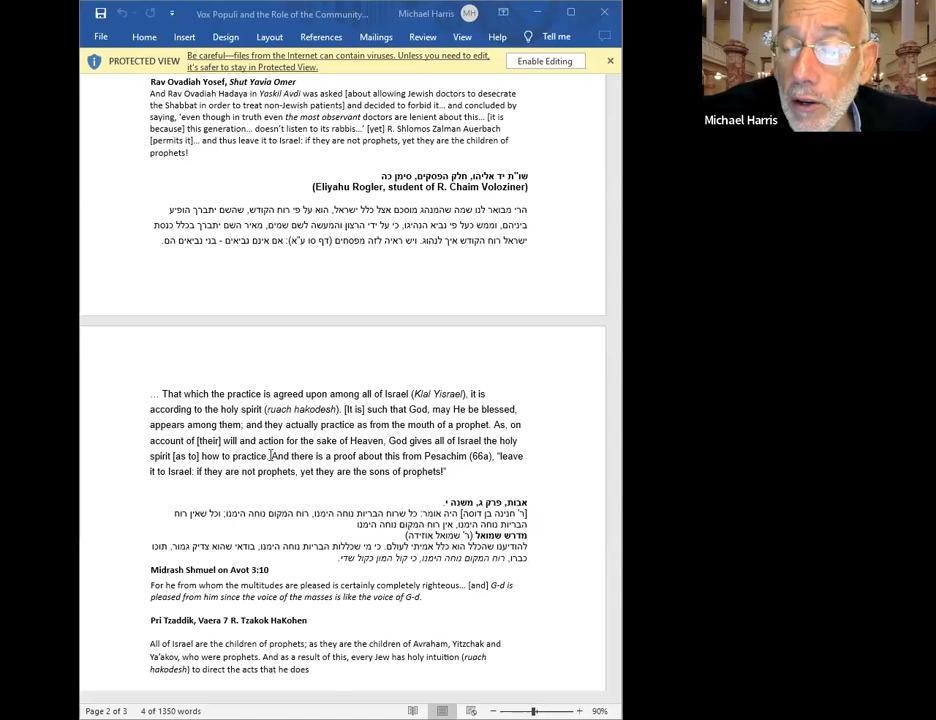 Vox Populi and the Role of the Community...
Michael Harris
MH
File Home Insert Design Layout References Mailings Review View Help Tell me
PROTECTED VIEW
Be careful—files from the Internet can contain viruses. Unless you need to edit,
it's safer to stay in Protected View.
Enable Editing
Rav Ovadiah Yosef, Shut Yavia Omer
And Rav Ovadiah Hadaya in Yaskil Avdi was asked [about allowing Jewish doctors to desecrate
the Shabbat in order to treat non-Jewish patients] and decided to forbid it... and concluded by
saying, 'even though in truth even the most observant doctors are lenient about this... [it is
because] this generation... doesn't listen to its rabbis...' [yet] R. Shlomos Zalman Auerbach
[permits it]... and thus leave it to Israel: if they are not prophets, yet they are the children of
prophets!
שו"ת יד אליהו, חלק הפסקים, סימן כה
(Eliyahu Rogler, student of R. Chaim Voloziner)
הרי מבואר לנו שמה שהמנהג מוסכם אצל כלל ישראל, הוא על פי רוח הקודש, שהשם יתברך הופיע
ביניהם, וממש כעל פי נביא הנהיגו, כי על ידי הרצון והמעשה לשם שמים, מאיר השם יתברך בכלל כנסת
ישראל רוח הקודש איך לנהוג. ויש ראיה לזה מפסחים (דף סו ע"א): אם אינם נביאים - בני נביאים הם.
... That which the practice is agreed upon among all of Israel (Klal Yisrael), it is
according to the holy spirit (ruach hakodesh). [It is] such that God, may He be blessed,
appears among them; and they actually practice as from the mouth of a prophet. As, on
account of [their] will and action for the sake of Heaven, God gives all of Israel the holy
spirit [as to] how to practice. And there is a proof about this from Pesachim (66a), "leave
it to Israel: if they are not prophets, yet they are the sons of prophets!"
אבות, פרק ג, משנה י.
[ר' חנינה בן דוסה] היה אומר: כל שרוח הבריות נוחה הימנו, רוח המקום נוחה הימנו; וכל שאין רוח
הבריות נוחה הימנו, אין רוח המקום נוחה הימנו
מדרש שמואל (ר' שמואל אוזידה)
להודיענו שהכלל הוא כלל אמיתי לעולם. כי מי שכללות הבריות נוחה הימנו, בודאי שהוא צדיק גמור, תוכו
כברו, רוח המקום נוחה הימנו, כי קול המון כקול שדי.
Midrash Shmuel on Avot 3:10
For he from whom the multitudes are pleased is certainly completely righteous... [and] G-d is
pleased from him since the voice of the masses is like the voice of G-d.
Pri Tzaddik, Vaera 7 R. Tzakok HaKohen
All of Israel are the children of prophets; as they are the children of Avraham, Yitzchak and
Ya'akov, who were prophets. And as a result of this, every Jew has holy intuition (ruach
hakodesh) to direct the acts that he does
Page 2 of 3 4 of 1350 words
90%
Michael Harris